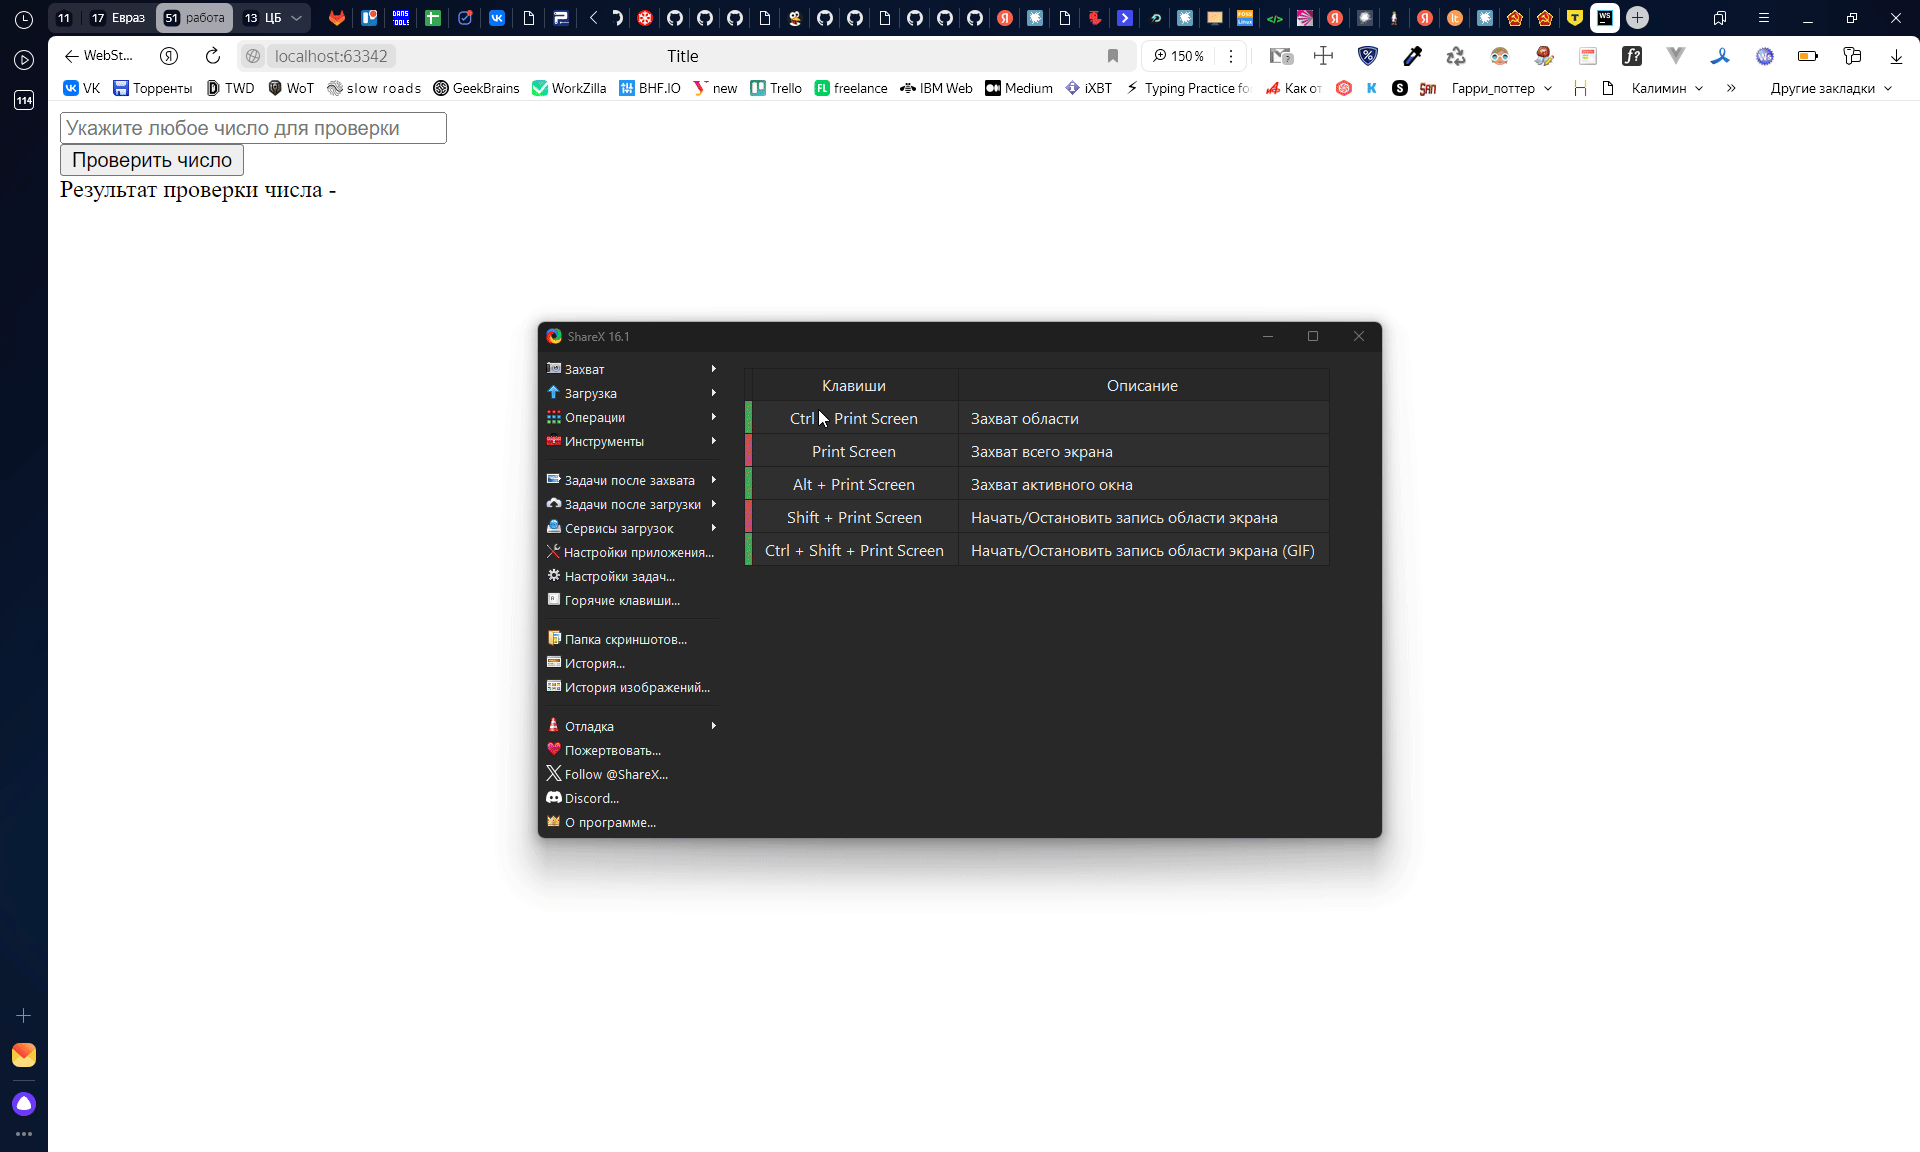 11 17 Евраз 51 работа 13 ЦБ
WebSt... localhost:63342 Title 150 %
114
VK Торренты TWD WoT slow roads GeekBrains WorkZilla BHF.IO new Trello freelance IBM Web Medium iXBT Typing Practice fo Как от Гарри_поттер Калимин » Другие закладки
Укажите любое число для проверки
Проверить число
Результат проверки числа -
ShareX 16.1
Захват
Загрузка
Операции
Инструменты
Задачи после захвата
Задачи после загрузки
Сервисы загрузок
Настройки приложения...
Настройки задач...
Горячие клавиши...
Папка скриншотов...
История...
История изображений...
Отладка
Пожертвовать...
Follow @ShareX...
Discord...
О программе...
Клавиши Описание
Ctrl Print Screen Захват области
Print Screen Захват всего экрана
Alt + Print Screen Захват активного окна
Shift + Print Screen Начать/Остановить запись области экрана
Ctrl + Shift + Print Screen Начать/Остановить запись области экрана (GIF)